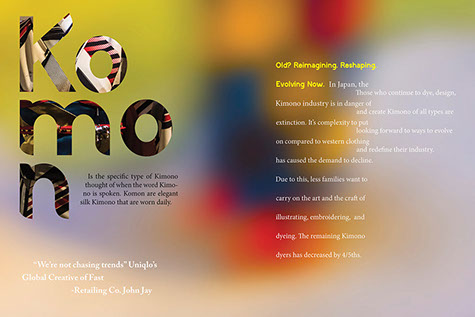 Ko
mo
n
Is the specific type of Kimono
thought of when the word Kimo-
no is spoken. Komon are elegant
silk Kimono that are worn daily.
“We’re not chasing trends” Uniqlo’s
Global Creative of Fast
-Retailing Co. John Jay
Old? Reimagining. Reshaping.
Evolving Now. In Japan, the
Kimono industry is in danger of
extinction. It’s complexity to put
on compared to western clothing
has caused the demand to decline.
Due to this, less families want to
carry on the art and the craft of
illustrating, embroidering, and
dyeing. The remaining Kimono
dyers has decreased by 4/5ths.
Those who continue to dye, design,
and create Kimono of all types are
looking forward to ways to evolve
and redefine their industry.